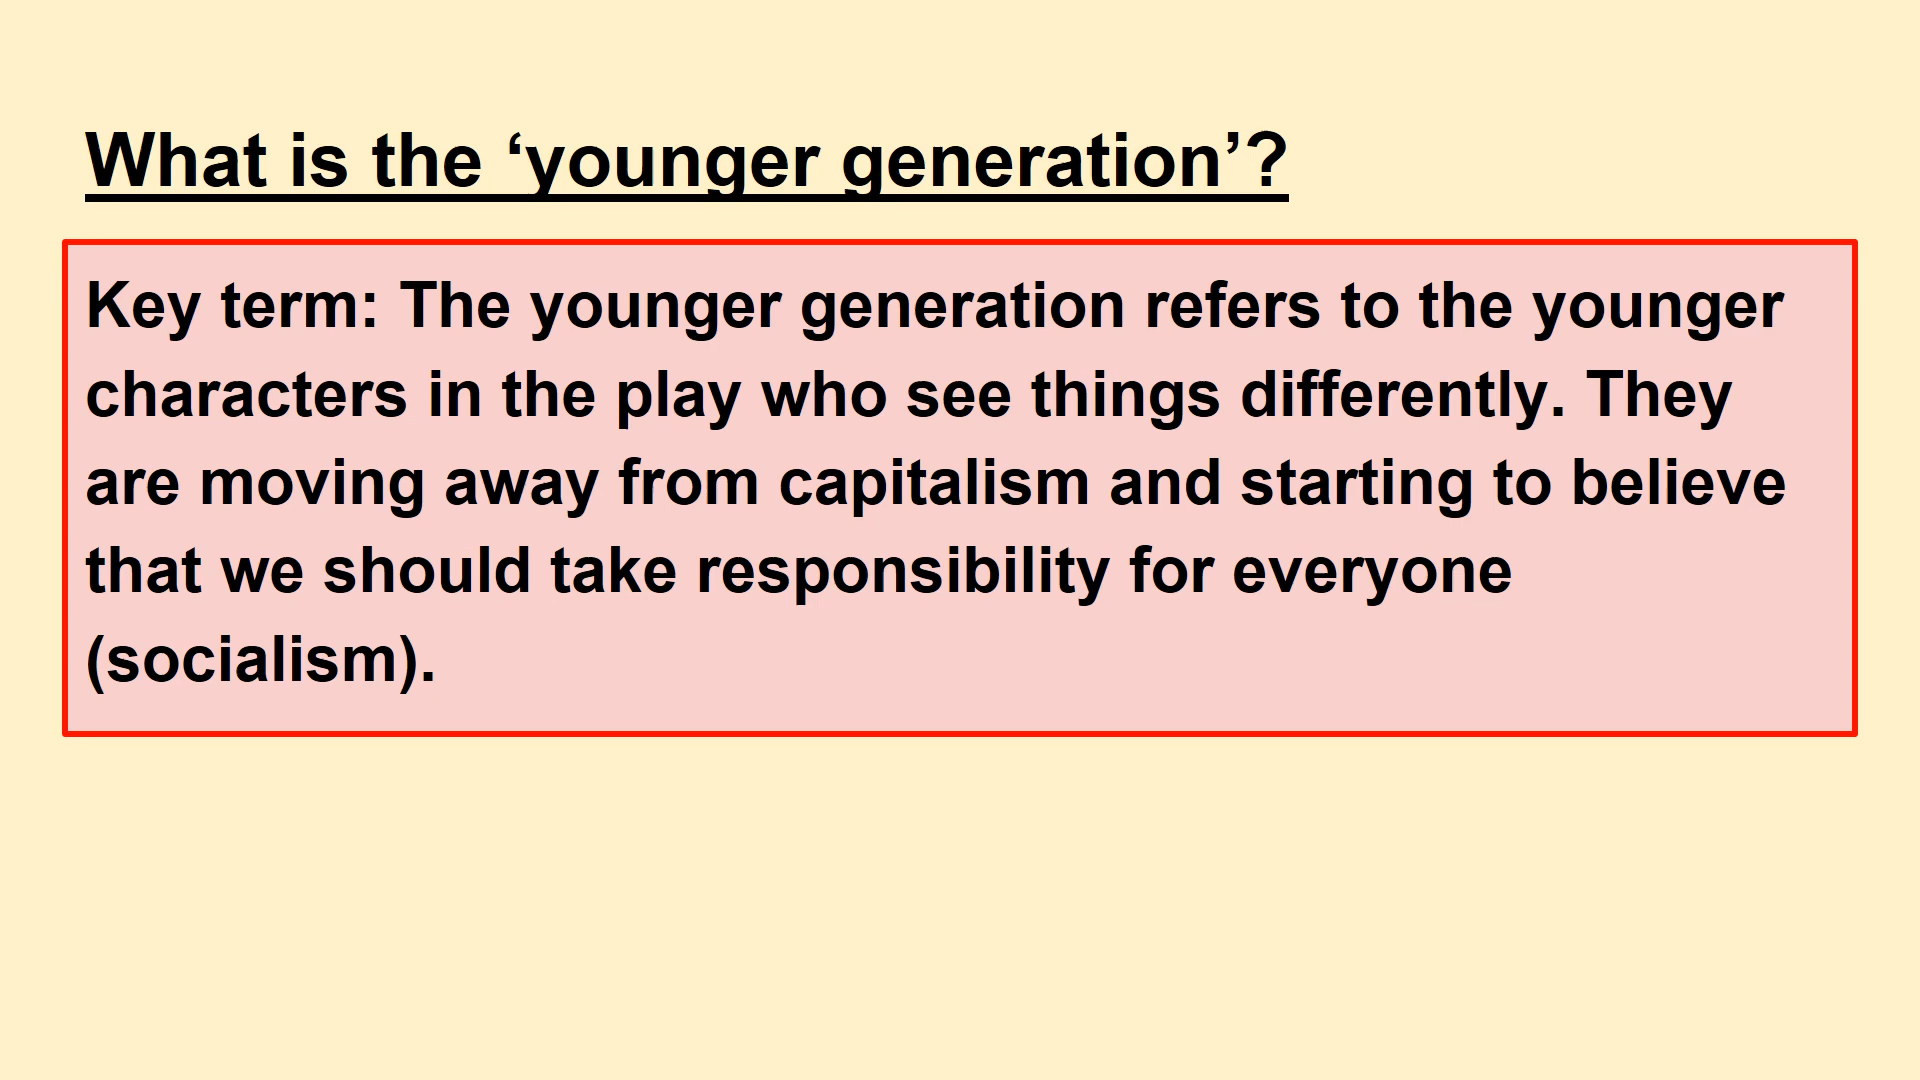 What is the ‘younger generation’?
Key term: The younger generation refers to the younger
characters in the play who see things differently. They
are moving away from capitalism and starting to believe
that we should take responsibility for everyone
(socialism).